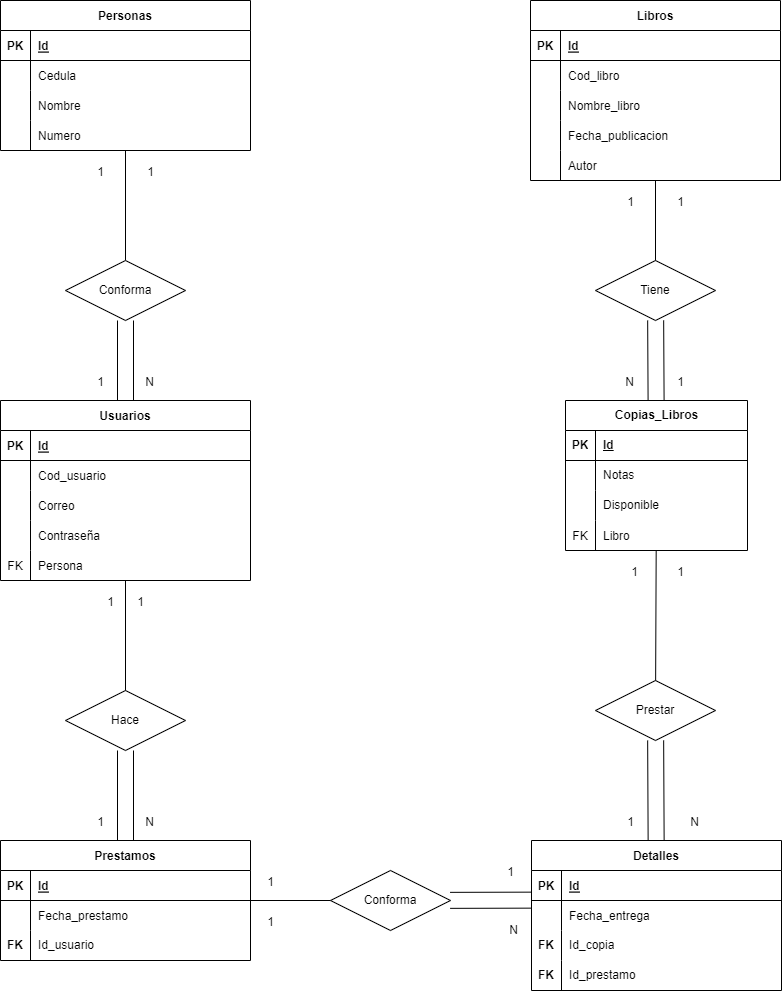 Personas
PK Id
Cedula
Nombre
Numero
1 1
Conforma
1 N
Usuarios
PK Id
Cod_usuario
Correo
Contraseña
FK Persona
1 1
Hace
1 N
Prestamos
PK Id
Fecha_prestamo
FK Id_usuario
1
1
Conforma
1
N
Libros
PK Id
Cod_libro
Nombre_libro
Fecha_publicacion
Autor
1 1
Tiene
N 1
Copias_Libros
PK Id
Notas
Disponible
FK Libro
1 1
Prestar
1 N
Detalles
PK Id
Fecha_entrega
FK Id_copia
FK Id_prestamo